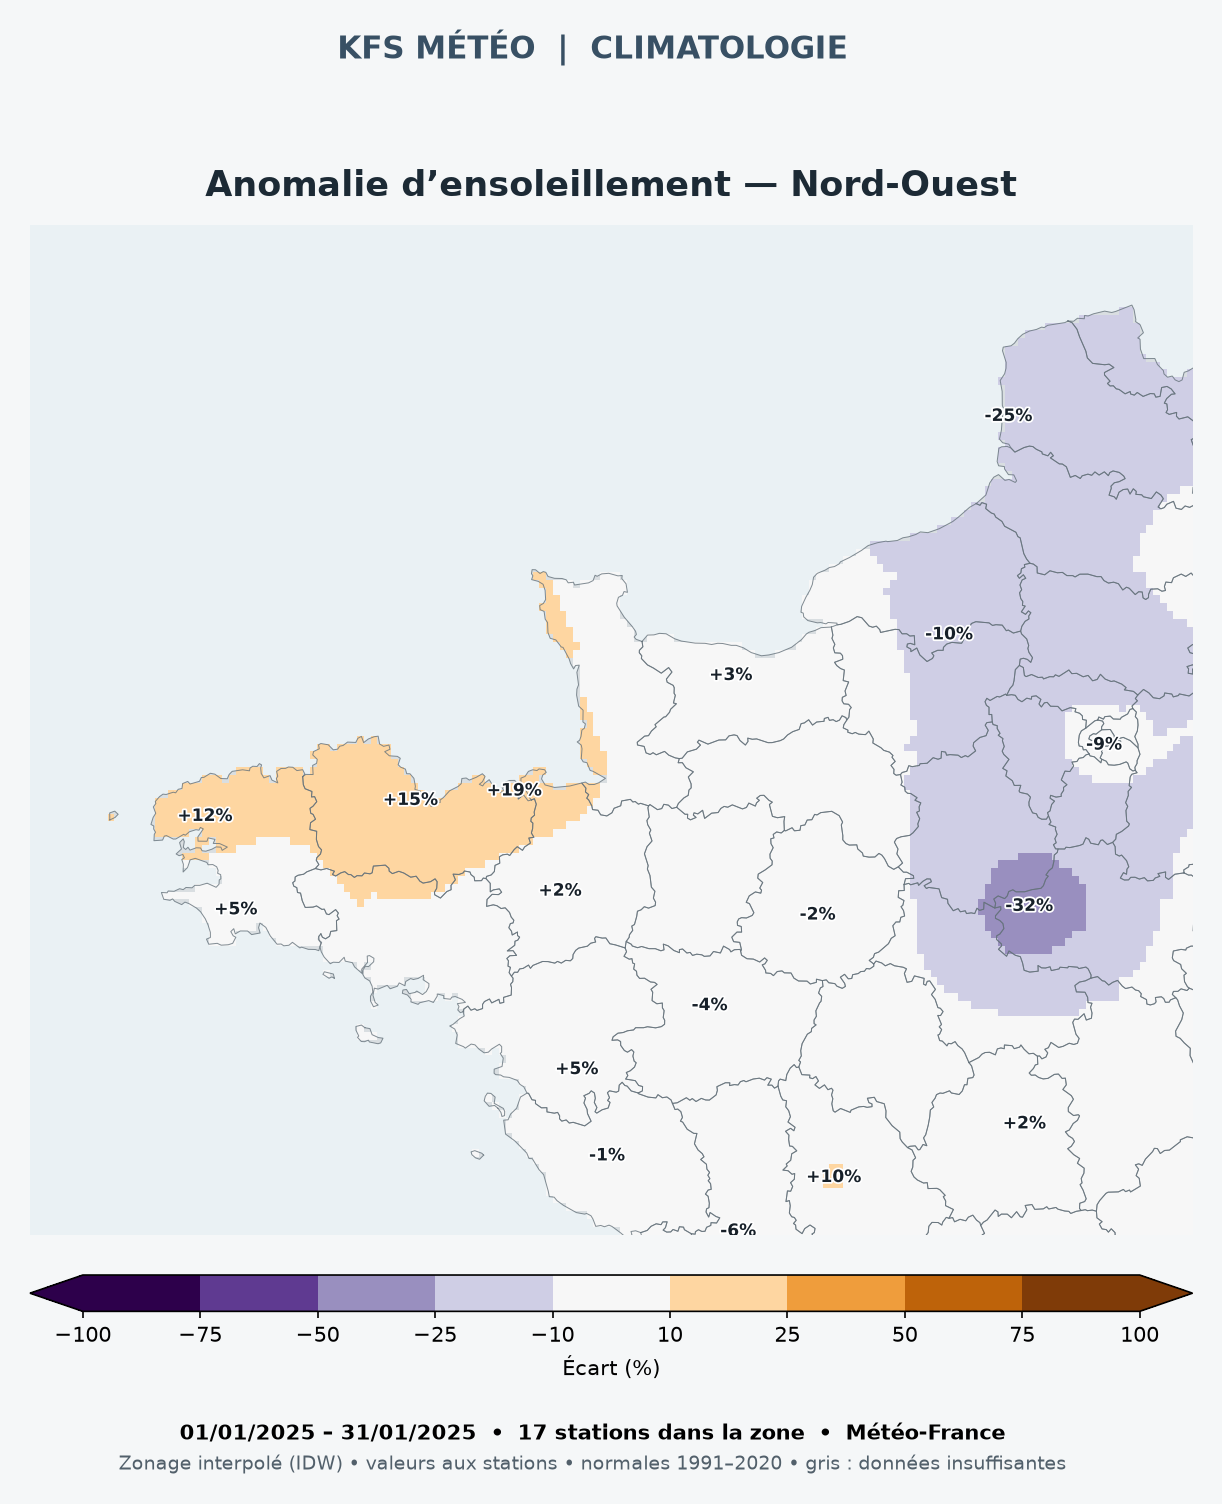 KFS MÉTÉO | CLIMATOLOGIE
Anomalie d’ensoleillement — Nord-Ouest
-25%
-10%
+3%
-9%
+19%
+15%
+12%
+2%
-32%
+5%
-2%
-4%
+5%
+2%
-1%
+10%
-6%
−100 −75 −50 −25 −10 10 25 50 75 100
Écart (%)
01/01/2025 – 31/01/2025 • 17 stations dans la zone • Météo-France
Zonage interpolé (IDW) • valeurs aux stations • normales 1991–2020 • gris : données insuffisantes